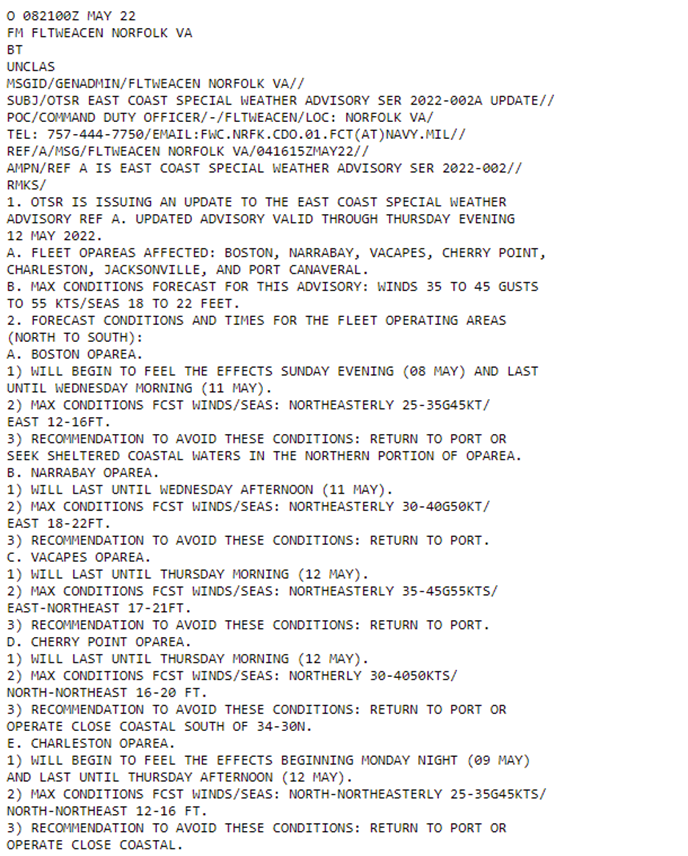 O 082100Z MAY 22
FM FLTWEACEN NORFOLK VA
BT
UNCLAS
MSGID/GENADMIN/FLTWEACEN NORFOLK VA//
SUBJ/OTSR EAST COAST SPECIAL WEATHER ADVISORY SER 2022-002A UPDATE//
POC/COMMAND DUTY OFFICER/-/FLTWEACEN/LOC: NORFOLK VA/
TEL: 757-444-7750/EMAIL:FWC.NRFK.CDO.01.FCT(AT)NAVY.MIL//
REF/A/MSG/FLTWEACEN NORFOLK VA/041615ZMAY22//
AMPN/REF A IS EAST COAST SPECIAL WEATHER ADVISORY SER 2022-002//
RMKS/
1. OTSR IS ISSUING AN UPDATE TO THE EAST COAST SPECIAL WEATHER
ADVISORY REF A. UPDATED ADVISORY VALID THROUGH THURSDAY EVENING
12 MAY 2022.
A. FLEET OPAREAS AFFECTED: BOSTON, NARRABAY, VACAPES, CHERRY POINT,
CHARLESTON, JACKSONVILLE, AND PORT CANAVERAL.
B. MAX CONDITIONS FORECAST FOR THIS ADVISORY: WINDS 35 TO 45 GUSTS
TO 55 KTS/SEAS 18 TO 22 FEET.
2. FORECAST CONDITIONS AND TIMES FOR THE FLEET OPERATING AREAS
(NORTH TO SOUTH):
A. BOSTON OPAREA.
1) WILL BEGIN TO FEEL THE EFFECTS SUNDAY EVENING (08 MAY) AND LAST
UNTIL WEDNESDAY MORNING (11 MAY).
2) MAX CONDITIONS FCST WINDS/SEAS: NORTHEASTERLY 25-35G45KT/
EAST 12-16FT.
3) RECOMMENDATION TO AVOID THESE CONDITIONS: RETURN TO PORT OR
SEEK SHELTERED COASTAL WATERS IN THE NORTHERN PORTION OF OPAREA.
B. NARRABAY OPAREA.
1) WILL LAST UNTIL WEDNESDAY AFTERNOON (11 MAY).
2) MAX CONDITIONS FCST WINDS/SEAS: NORTHEASTERLY 30-40G50KT/
EAST 18-22FT.
3) RECOMMENDATION TO AVOID THESE CONDITIONS: RETURN TO PORT.
C. VACAPES OPAREA.
1) WILL LAST UNTIL THURSDAY MORNING (12 MAY).
2) MAX CONDITIONS FCST WINDS/SEAS: NORTHEASTERLY 35-45G55KTS/
EAST-NORTHEAST 17-21FT.
3) RECOMMENDATION TO AVOID THESE CONDITIONS: RETURN TO PORT.
D. CHERRY POINT OPAREA.
1) WILL LAST UNTIL THURSDAY MORNING (12 MAY).
2) MAX CONDITIONS FCST WINDS/SEAS: NORTHERLY 30-4050KTS/
NORTH-NORTHEAST 16-20 FT.
3) RECOMMENDATION TO AVOID THESE CONDITIONS: RETURN TO PORT OR
OPERATE CLOSE COASTAL SOUTH OF 34-30N.
E. CHARLESTON OPAREA.
1) WILL BEGIN TO FEEL THE EFFECTS BEGINNING MONDAY NIGHT (09 MAY)
AND LAST UNTIL THURSDAY AFTERNOON (12 MAY).
2) MAX CONDITIONS FCST WINDS/SEAS: NORTH-NORTHEASTERLY 25-35G45KTS/
NORTH-NORTHEAST 12-16 FT.
3) RECOMMENDATION TO AVOID THESE CONDITIONS: RETURN TO PORT OR
OPERATE CLOSE COASTAL.